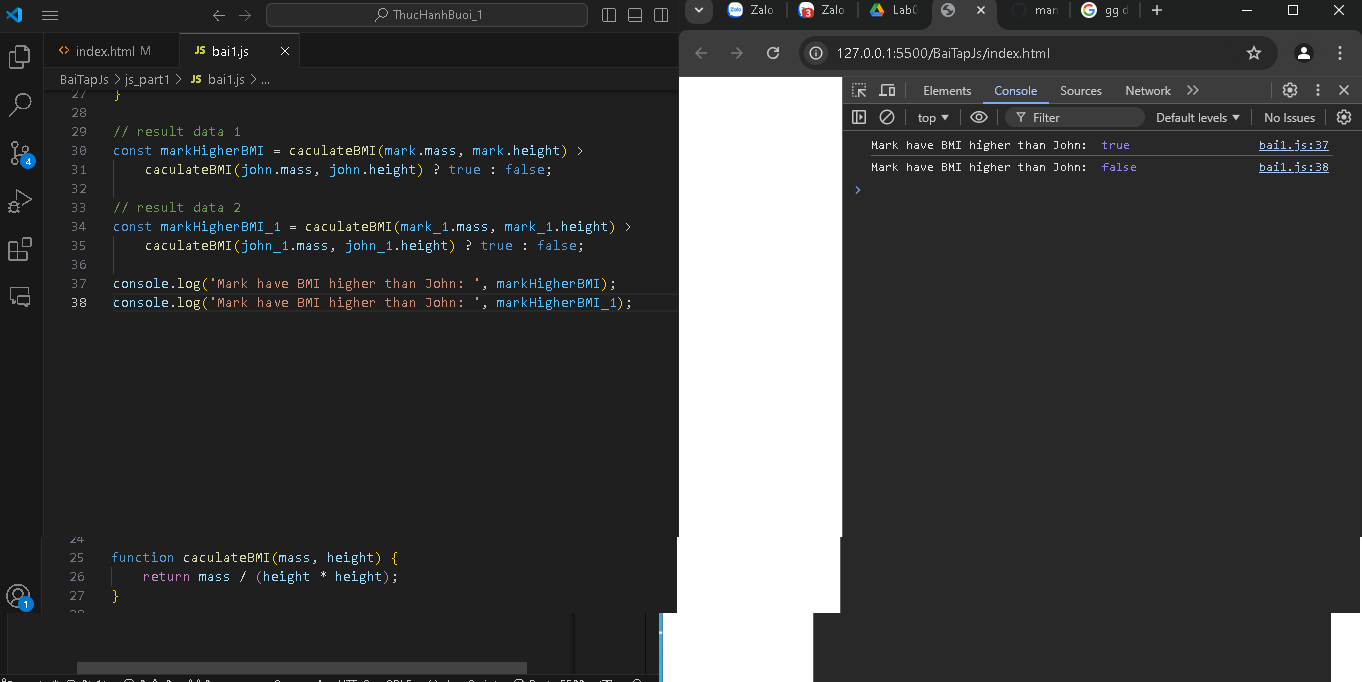 ThucHanhBuoi_1
index.html M
JS bai1.js
BaiTapJs > js_part1 > JS bai1.js > ...
27 }
28
29 // result data 1
30 const markHigherBMI = caculateBMI(mark.mass, mark.height) >
31 caculateBMI(john.mass, john.height) ? true : false;
32
33 // result data 2
34 const markHigherBMI_1 = caculateBMI(mark_1.mass, mark_1.height) >
35 caculateBMI(john_1.mass, john_1.height) ? true : false;
36
37 console.log('Mark have BMI higher than John: ', markHigherBMI);
38 console.log('Mark have BMI higher than John: ', markHigherBMI_1);
4
24
25 function caculateBMI(mass, height) {
26 return mass / (height * height);
27 }
1
Zalo
Zalo
Lab
man
gg d
127.0.0.1:5500/BaiTapJs/index.html
Elements Console Sources Network
top Filter Default levels No Issues
Mark have BMI higher than John: true bai1.js:37
Mark have BMI higher than John: false bai1.js:38